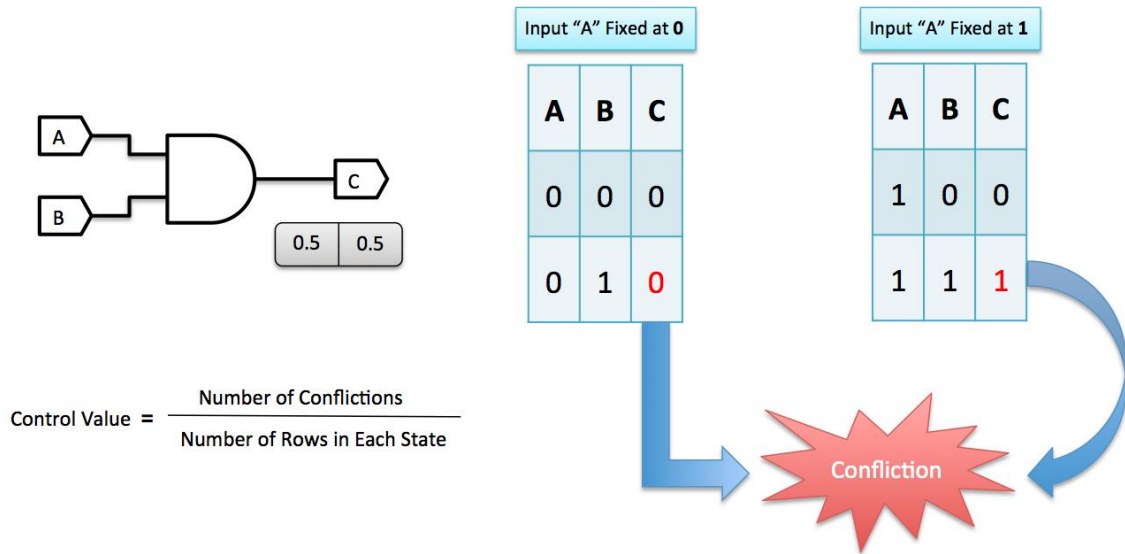 Input “A” Fixed at 0
A B C
0 0 0
0 1 0
Input “A” Fixed at 1
A B C
1 0 0
1 1 1
A
B
C
0.5 0.5
Control Value = Number of Conflictions
Number of Rows in Each State
Confliction